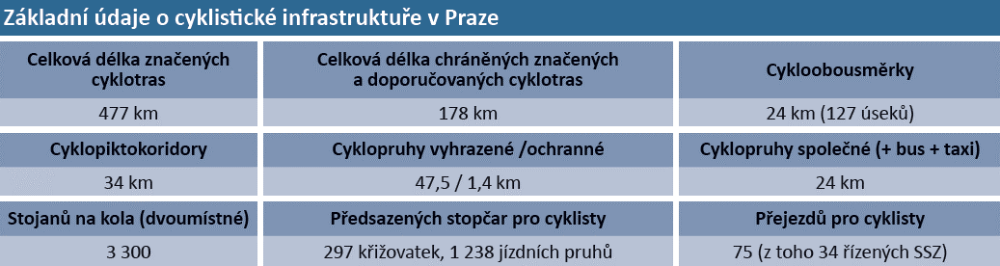 Základní údaje o cyklistické infrastruktuře v Praze
Celková délka značených
cyklotras
Celková délka chráněných značených
a doporučovaných cyklotras
Cykloobousměrky
477 km
178 km
24 km (127 úseků)
Cyklopiktokoridory
Cyklopruhy vyhrazené /ochranné
Cyklopruhy společné (+ bus + taxi)
34 km
47,5 / 1,4 km
24 km
Stojanů na kola (dvoumístné)
Předsazených stopčar pro cyklisty
Přejezdů pro cyklisty
3 300
297 křižovatek, 1 238 jízdních pruhů
75 (z toho 34 řízených SSZ)